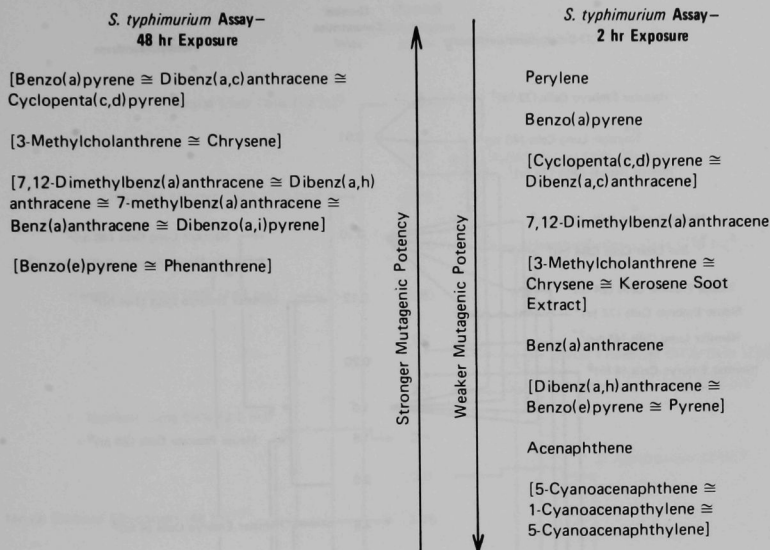 S. typhimurium Assay–
48 hr Exposure
[Benzo(a)pyrene ≅ Dibenz(a,c)anthracene ≅
Cyclopenta(c,d)pyrene]
[3-Methylcholanthrene ≅ Chrysene]
[7,12-Dimethylbenz(a)anthracene ≅ Dibenz(a,h)
anthracene ≅ 7-methylbenz(a)anthracene ≅
Benz(a)anthracene ≅ Dibenzo(a,i)pyrene]
[Benzo(e)pyrene ≅ Phenanthrene]
Stronger Mutagenic Potency
Weaker Mutagenic Potency
S. typhimurium Assay–
2 hr Exposure
Perylene
Benzo(a)pyrene
[Cyclopenta(c,d)pyrene ≅
Dibenz(a,c)anthracene]
7,12-Dimethylbenz(a)anthracene
[3-Methylcholanthrene ≅
Chrysene ≅ Kerosene Soot
Extract]
Benz(a)anthracene
[Dibenz(a,h)anthracene ≅
Benzo(e)pyrene ≅ Pyrene]
Acenaphthene
[5-Cyanoacenaphthene ≅
1-Cyanoacenapthylene ≅
5-Cyanoacenaphthylene]